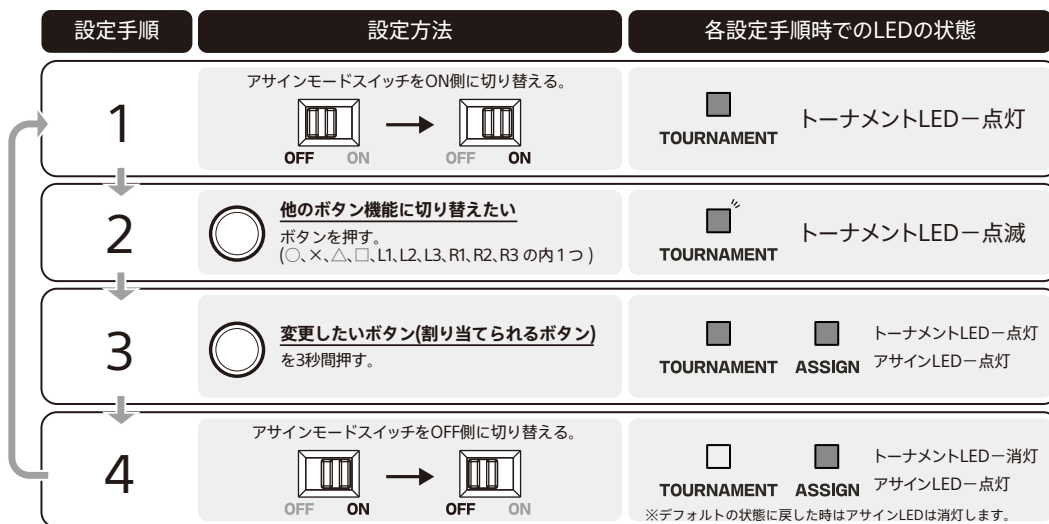 設定手順
設定方法
各設定手順時でのLEDの状態
1
アサインモードスイッチをON側に切り替える。
OFF ON
OFF ON
TOURNAMENT
トーナメントLED－点灯
2
他のボタン機能に切り替えたい
ボタンを押す。
(○、×、△、□、L1、L2、L3、R1、R2、R3 の内 1 つ )
TOURNAMENT
トーナメントLED－点滅
3
変更したいボタン(割り当てられるボタン)
を3秒間押す。
TOURNAMENT
ASSIGN
トーナメントLED－点灯
アサインLED－点灯
4
アサインモードスイッチをOFF側に切り替える。
OFF ON
OFF ON
TOURNAMENT
ASSIGN
トーナメントLED－消灯
アサインLED－点灯
※デフォルトの状態に戻した時はアサインLEDは消灯します。